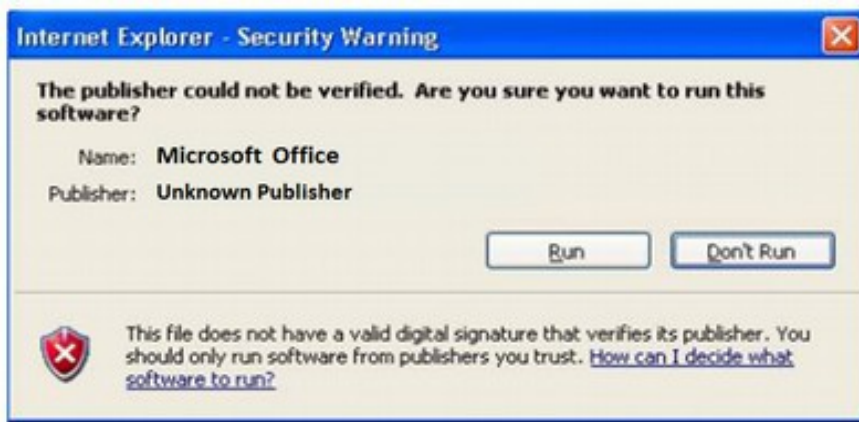 Internet Explorer - Security Warning
The publisher could not be verified.  Are you sure you want to run this
software?
Name: Microsoft Office
Publisher: Unknown Publisher
Run Don't Run
This file does not have a valid digital signature that verifies its publisher. You
should only run software from publishers you trust. How can I decide what
software to run?